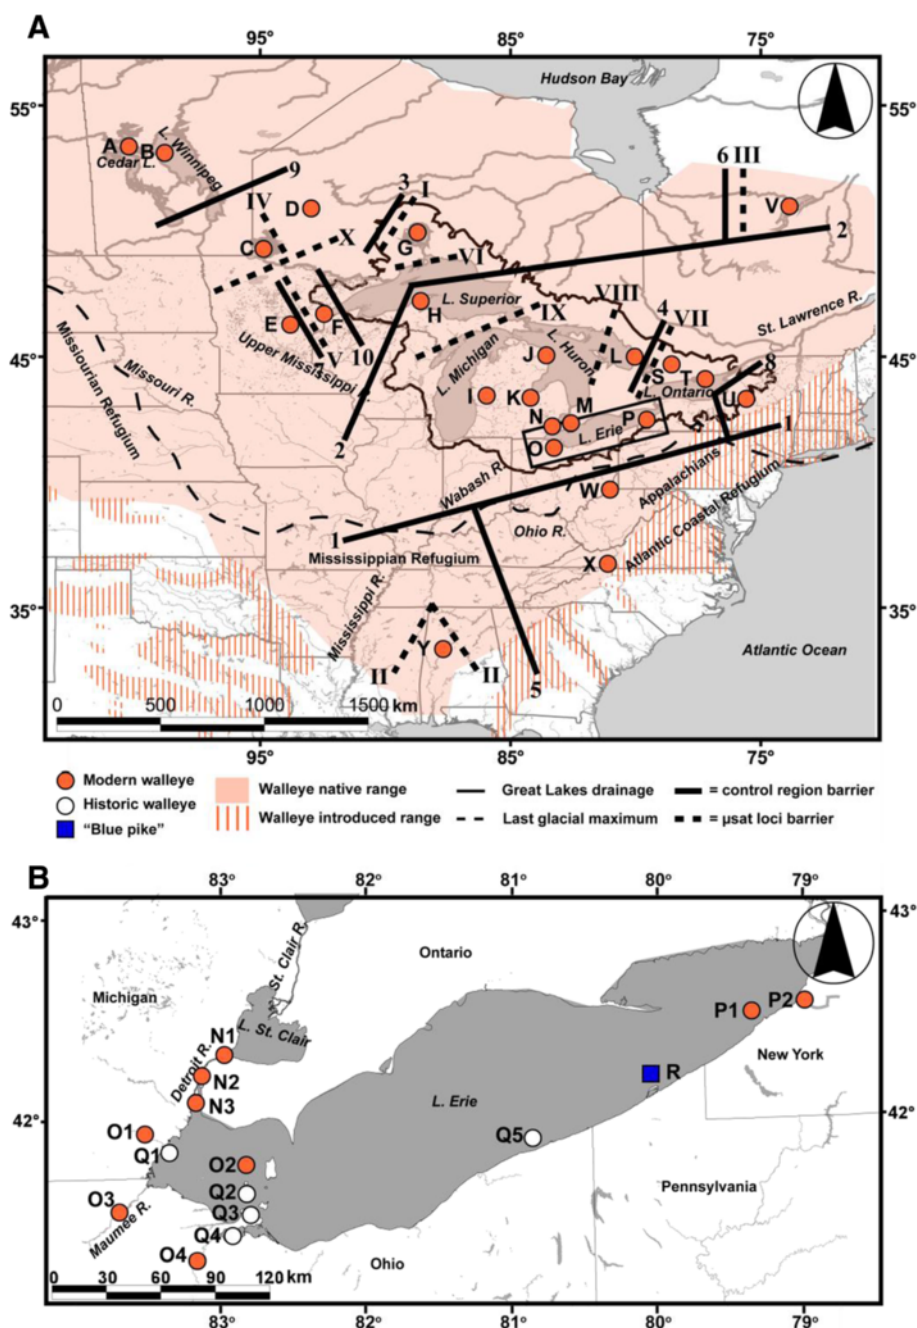 A
95° 85° 75°
Hudson Bay
55° 55°
6 III
A B
Cedar L.
L. Winnipeg
9
3 I
IV D
V
X G
2
C
VI
L. Superior
VIII
H
IX
4
VII
St. Lawrence R.
E F
Upper Mississippi
V
7
10
J
L. Huron
L
45° 45°
Missouri R.
Missiourian Refugium
L. Michigan
S T
8
I K
L. Ontario
U
M
N P
L. Erie
O
2
1
Wabash R.
W
Appalachians
Ohio R.
Atlantic Coastal Refugium
1
Mississippian Refugium
X
35° 35°
Mississippi R.
Y
II II
5
Atlantic Ocean
0 500 1000 1500 km
95° 85° 75°
Modern walleye
Historic walleye
"Blue pike"
Walleye native range
Walleye introduced range
Great Lakes drainage
Last glacial maximum
= control region barrier
= µsat loci barrier
B
83° 82° 81° 80° 79°
43° 43°
Ontario
St. Clair R.
Michigan
P1 P2
L. St. Clair
N1
New York
Detroit R.
N2
R
N3
L. Erie
42° 42°
O1
Q5
Q1
O2
Q2
Pennsylvania
O3
Q3
Maumee R.
Q4
O4
Ohio
0 30 60 90 120 km
83° 82° 81° 80° 79°